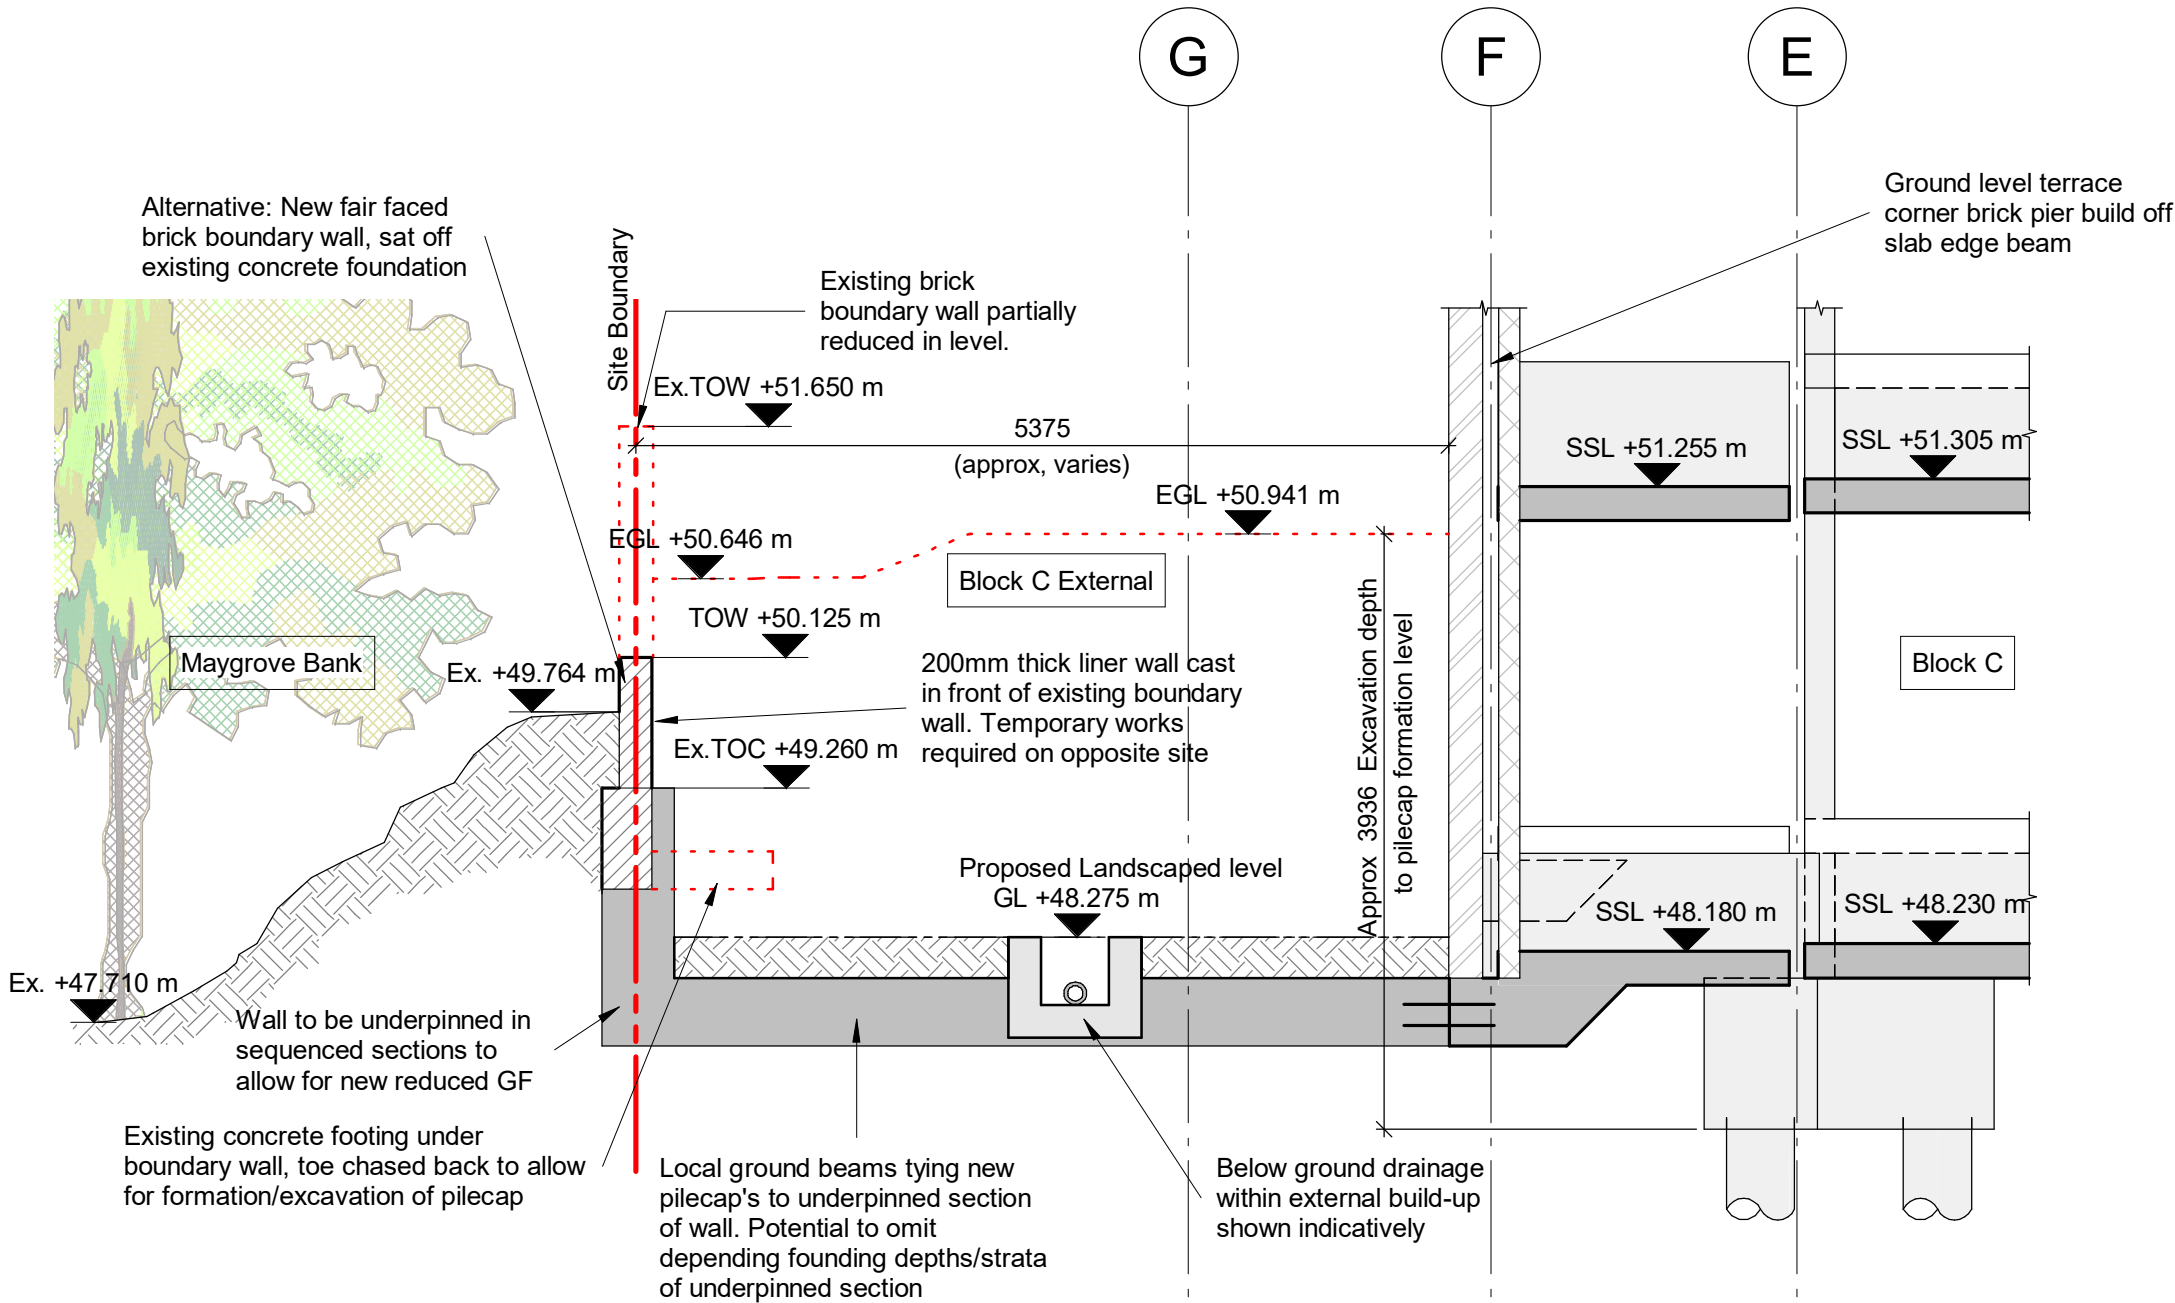 G
F
E
Ground level terrace
corner brick pier build off
slab edge beam
Alternative: New fair faced
brick boundary wall, sat off
existing concrete foundation
Site Boundary
Existing brick
boundary wall partially
reduced in level.
Ex.TOW +51.650 m
5375
(approx, varies)
SSL +51.255 m
SSL +51.305 m
EGL +50.941 m
EGL +50.646 m
Block C External
TOW +50.125 m
Maygrove Bank
Ex. +49.764 m
200mm thick liner wall cast
in front of existing boundary
wall. Temporary works
required on opposite site
Approx 3936 Excavation depth
to pilecap formation level
Block C
Ex.TOC +49.260 m
Proposed Landscaped level
GL +48.275 m
SSL +48.180 m
SSL +48.230 m
Ex. +47.710 m
Wall to be underpinned in
sequenced sections to
allow for new reduced GF
Existing concrete footing under
boundary wall, toe chased back to allow
for formation/excavation of pilecap
Local ground beams tying new
pilecap's to underpinned section
of wall. Potential to omit
depending founding depths/strata
of underpinned section
Below ground drainage
within external build-up
shown indicatively